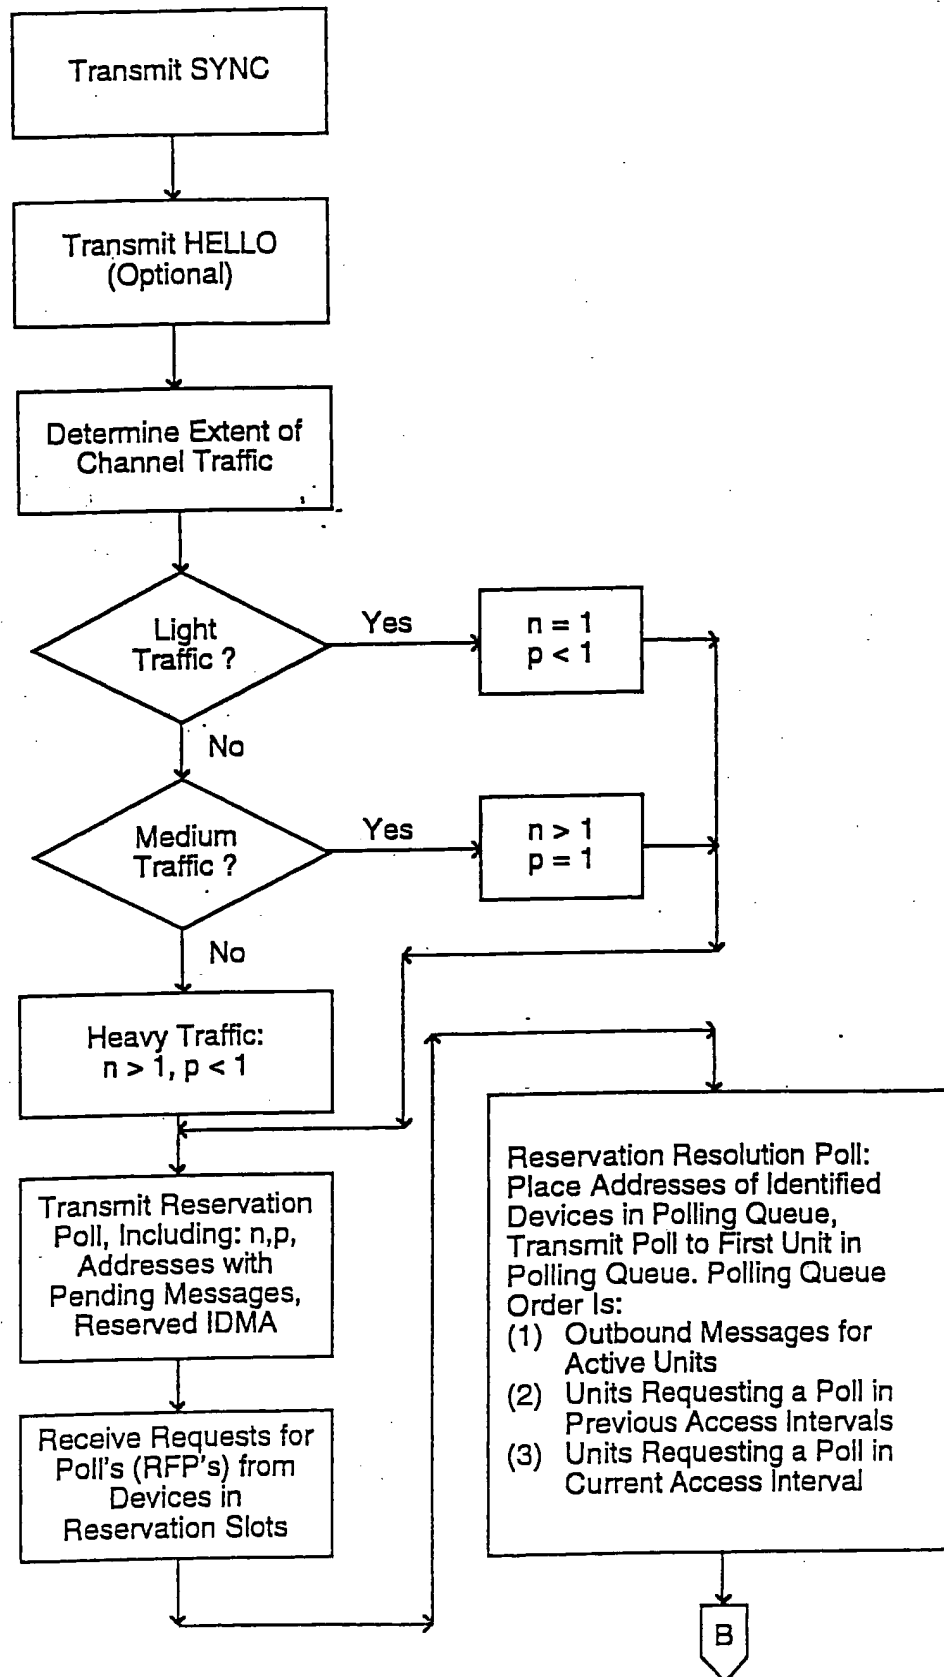 Transmit SYNC
Transmit HELLO
(Optional)
Determine Extent of
Channel Traffic
Light
Traffic ?
Yes
n = 1
p < 1
No
Medium
Traffic ?
Yes
n > 1
p = 1
No
Heavy Traffic:
n > 1, p < 1
Transmit Reservation
Poll, Including: n,p,
Addresses with
Pending Messages,
Reserved IDMA
Receive Requests for
Poll's (RFP's) from
Devices in
Reservation Slots
Reservation Resolution Poll:
Place Addresses of Identified
Devices in Polling Queue,
Transmit Poll to First Unit in
Polling Queue. Polling Queue
Order Is:
(1) Outbound Messages for
Active Units
(2) Units Requesting a Poll in
Previous Access Intervals
(3) Units Requesting a Poll in
Current Access Interval
B